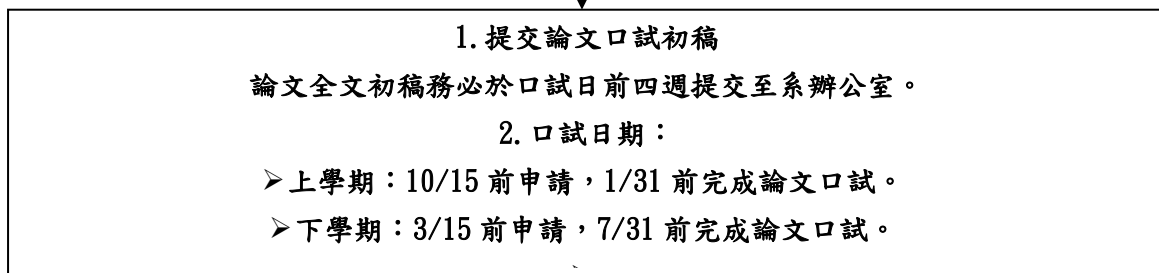 1.提交論文口試初稿
論文全文初稿務必於口試日前四週提交至系辦公室。
2.口試日期：
➢上學期：10/15 前申請，1/31 前完成論文口試。
➢下學期：3/15 前申請，7/31 前完成論文口試。